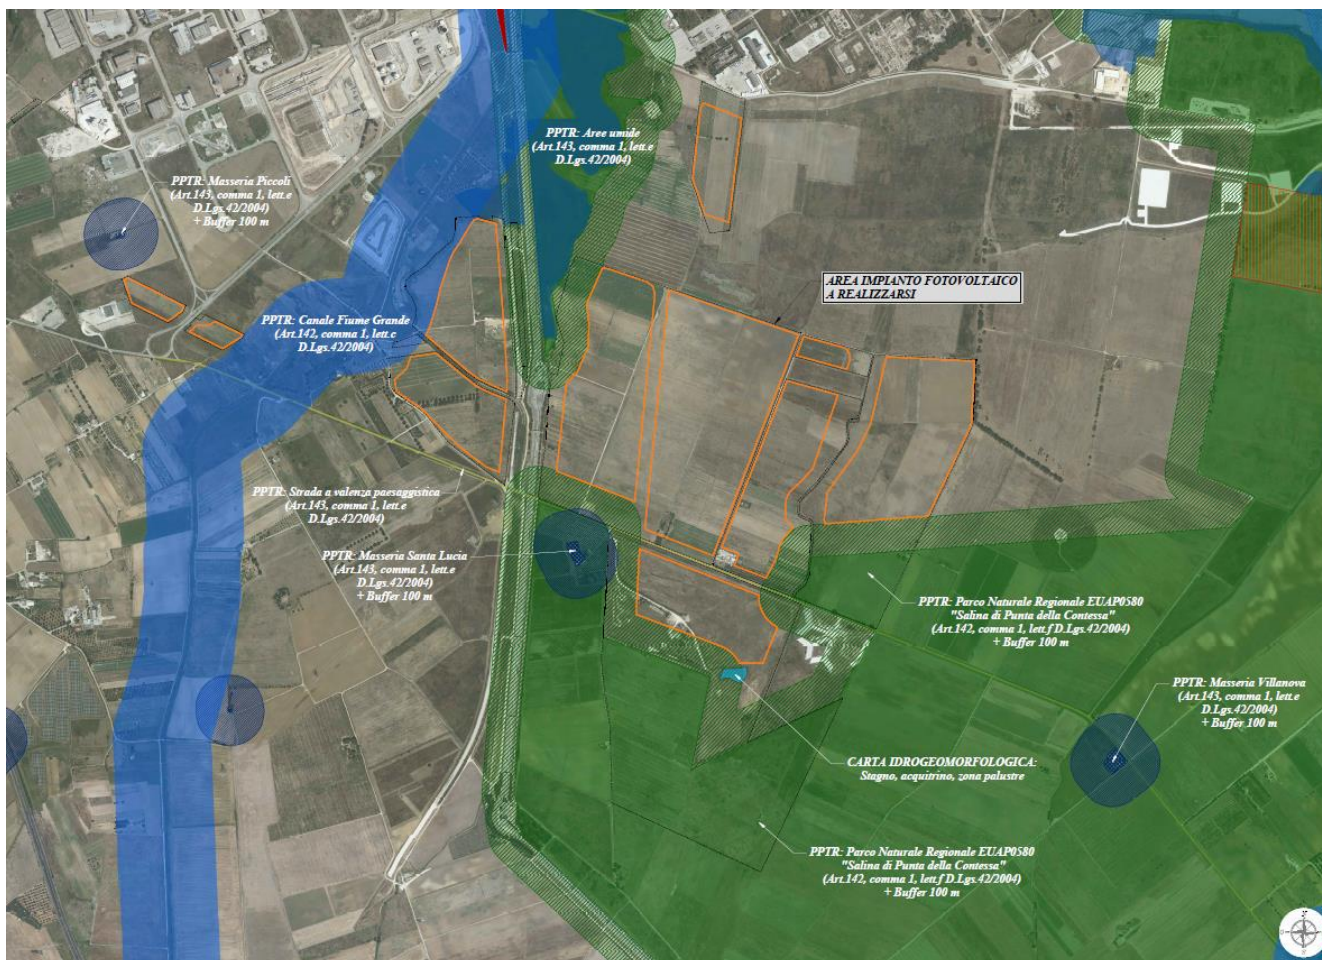 PPTR: Aree umide
(Art.143, comma 1, lett.e
D.Lgs.42/2004)
PPTR: Masseria Piccoli
(Art.143, comma 1, lett.e
D.Lgs.42/2004)
+ Buffer 100 m
AREA IMPIANTO FOTOVOLTAICO
A REALIZZARSI
PPTR: Canale Fiume Grande
(Art.142, comma 1, lett.c
D.Lgs.42/2004)
PPTR: Strada a valenza paesaggistica
(Art.143, comma 1, lett.e
D.Lgs.42/2004)
PPTR: Masseria Santa Lucia
(Art.143, comma 1, lett.e
D.Lgs.42/2004)
+ Buffer 100 m
PPTR: Parco Naturale Regionale EUAP0580
"Salina di Punta della Contessa"
(Art.142, comma 1, lett.f D.Lgs.42/2004)
+ Buffer 100 m
PPTR: Masseria Villanova
(Art.143, comma 1, lett.e
D.Lgs.42/2004)
+ Buffer 100 m
CARTA IDROGEOMORFOLOGICA:
Stagno, acquitrino, zona palustre
PPTR: Parco Naturale Regionale EUAP0580
"Salina di Punta della Contessa"
(Art.142, comma 1, lett.f D.Lgs.42/2004)
+ Buffer 100 m